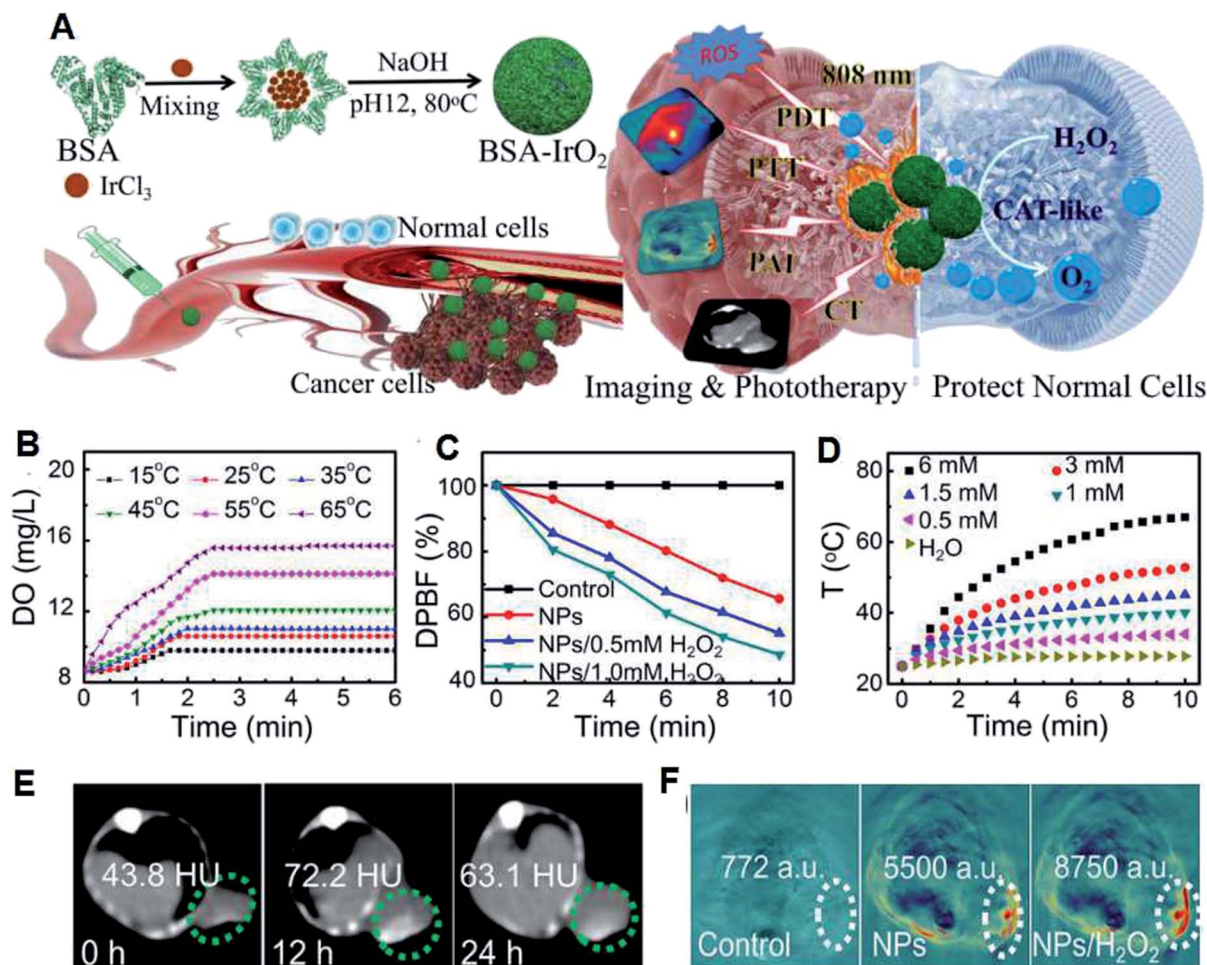 A
BSA
Mixing
NaOH
pH12, 80°C
BSA-IrO₂
IrCl₃
Normal cells
Cancer cells
ROS
808 nm
PDT
PTT
PAI
CT
H₂O₂
CAT-like
O₂
Imaging & Phototherapy
Protect Normal Cells
B
DO (mg/L)
20
16
12
8
15°C 25°C 35°C
45°C 55°C 65°C
0 1 2 3 4 5 6
Time (min)
C
DPBF (%)
100
80
60
40
Control
NPs
NPs/0.5mM H₂O₂
NPs/1.0mM H₂O₂
0 2 4 6 8 10
Time (min)
D
T (°C)
80
60
40
20
6 mM 3 mM
1.5 mM 1 mM
0.5 mM
H₂O
0 2 4 6 8 10
Time (min)
E
43.8 HU 72.2 HU 63.1 HU
0 h 12 h 24 h
F
772 a.u. 5500 a.u. 8750 a.u.
Control NPs NPs/H₂O₂